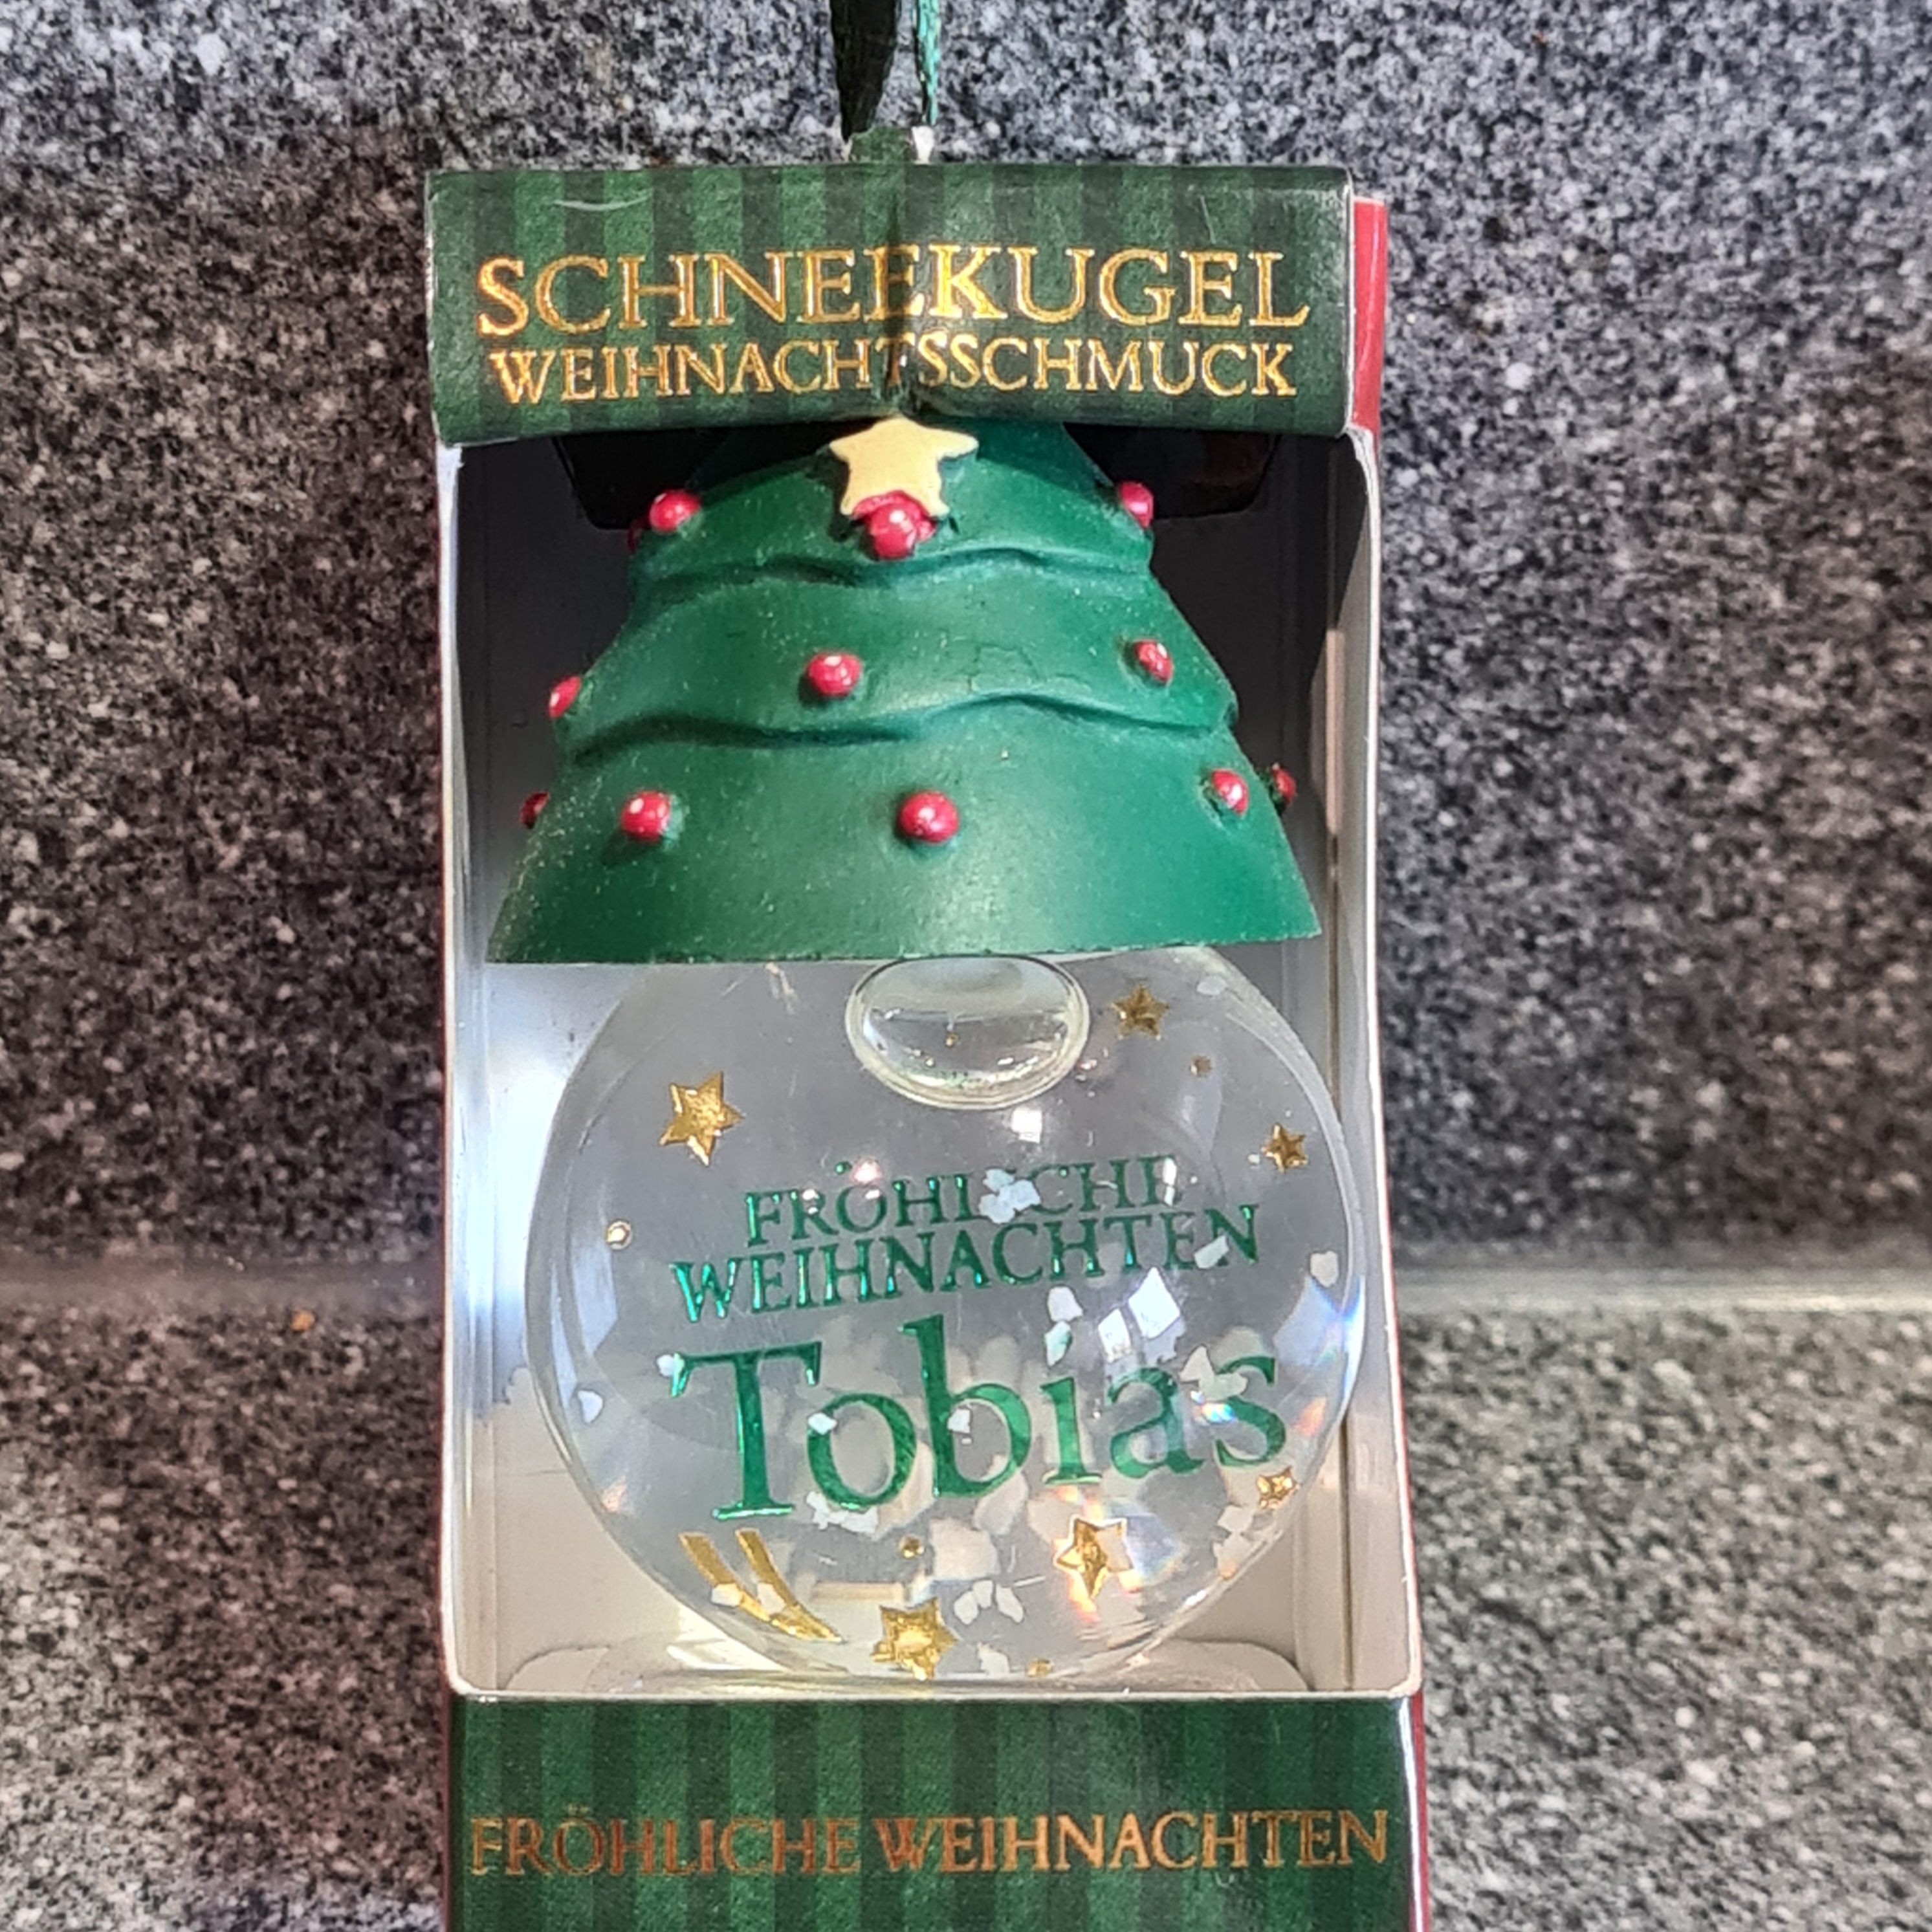 SCHNEEKUGEL
WEIHNACHTSSCHMUCK
FRÖHLICHE
WEIHNACHTEN
Tobias
FRÖHLICHE WEIHNACHTEN